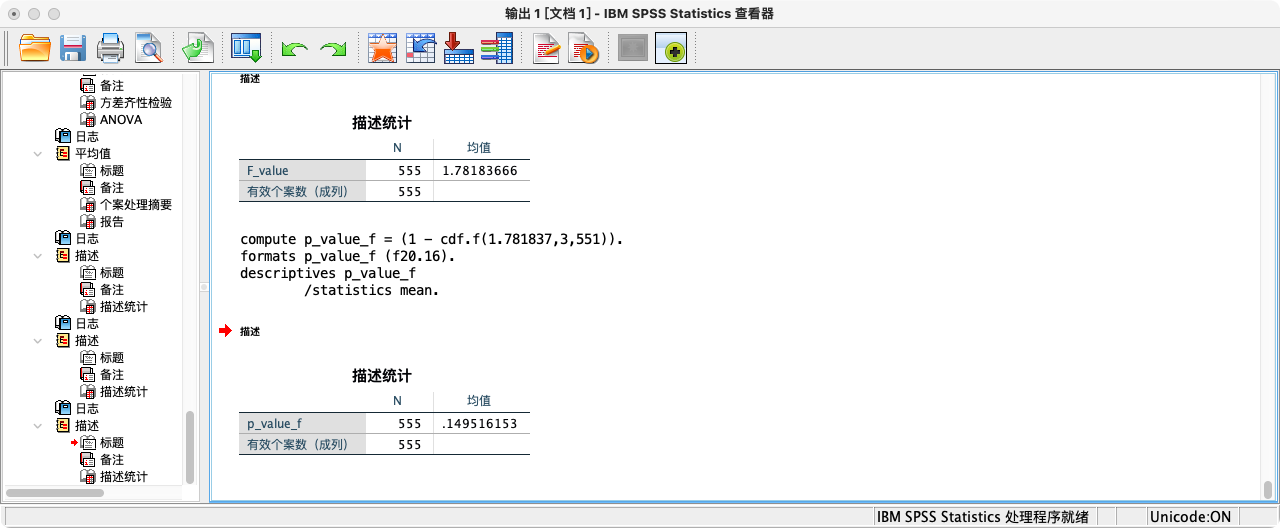 输出 1 [文档 1] - IBM SPSS Statistics 查看器
备注
方差齐性检验
ANOVA
日志
平均值
标题
备注
个案处理摘要
报告
日志
描述
标题
备注
描述统计
日志
描述
标题
备注
描述统计
日志
描述
标题
备注
描述统计
描述
描述统计
N 均值
F_value 555 1.78183666
有效个案数（成列） 555
compute p_value_f = (1 - cdf.f(1.781837,3,551)).
formats p_value_f (f20.16).
descriptives p_value_f
/statistics mean.
描述
描述统计
N 均值
p_value_f 555 .149516153
有效个案数（成列） 555
IBM SPSS Statistics 处理程序就绪 Unicode:ON